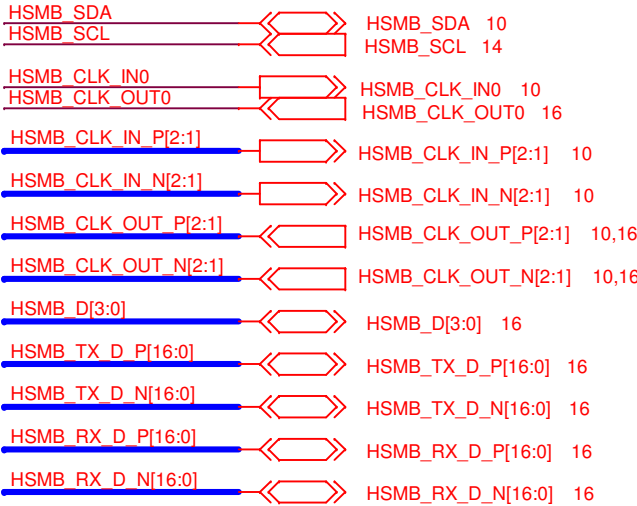 HSMB_SDA HSMB_SDA 10
HSMB_SCL HSMB_SCL 14
HSMB_CLK_IN0 HSMB_CLK_IN0 10
HSMB_CLK_OUT0 HSMB_CLK_OUT0 16
HSMB_CLK_IN_P[2:1] HSMB_CLK_IN_P[2:1] 10
HSMB_CLK_IN_N[2:1] HSMB_CLK_IN_N[2:1] 10
HSMB_CLK_OUT_P[2:1] HSMB_CLK_OUT_P[2:1] 10,16
HSMB_CLK_OUT_N[2:1] HSMB_CLK_OUT_N[2:1] 10,16
HSMB_D[3:0] HSMB_D[3:0] 16
HSMB_TX_D_P[16:0] HSMB_TX_D_P[16:0] 16
HSMB_TX_D_N[16:0] HSMB_TX_D_N[16:0] 16
HSMB_RX_D_P[16:0] HSMB_RX_D_P[16:0] 16
HSMB_RX_D_N[16:0] HSMB_RX_D_N[16:0] 16